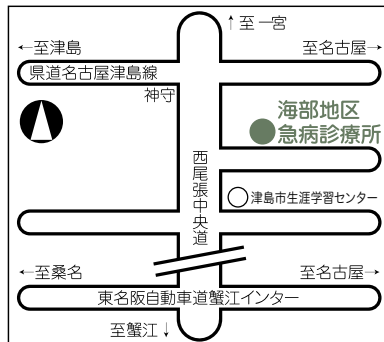 ↑至一宮
←至津島
至名古屋→
県道名古屋津島線
神守
海部地区
急病診療所
西尾張中央道
津島市生涯学習センター
←至桑名
至名古屋→
東名阪自動車道蟹江インター
至蟹江↓